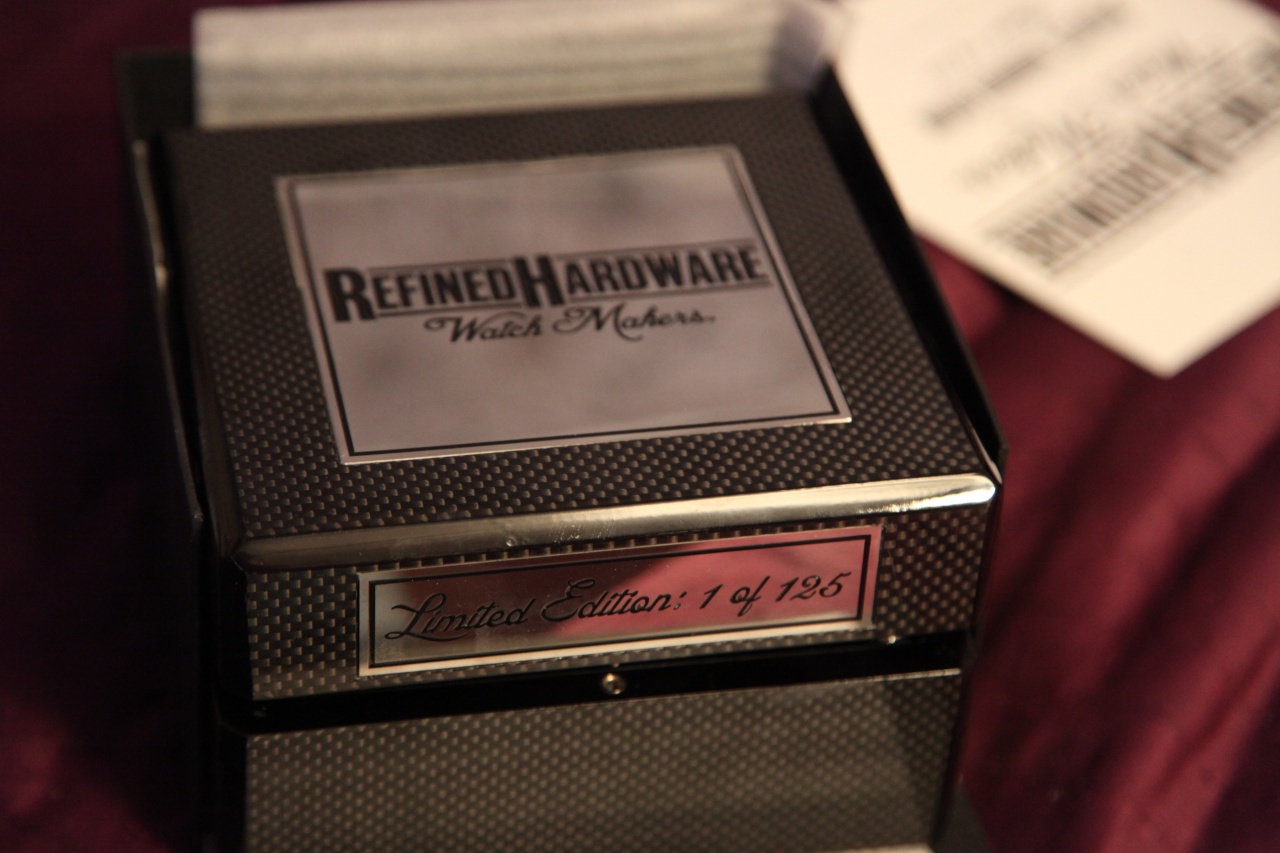 REFINED HARDWARE
Watch Makers.
Limited Edition: 1 of 125